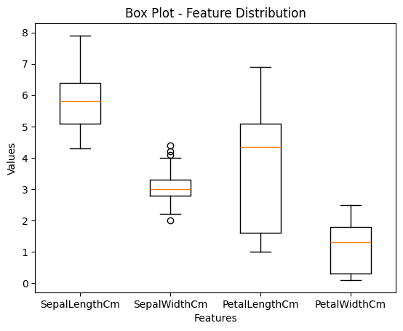 Box Plot - Feature Distribution
8
7
6
5
4
3
2
1
0
Values
SepalLengthCm SepalWidthCm PetalLengthCm PetalWidthCm
Features